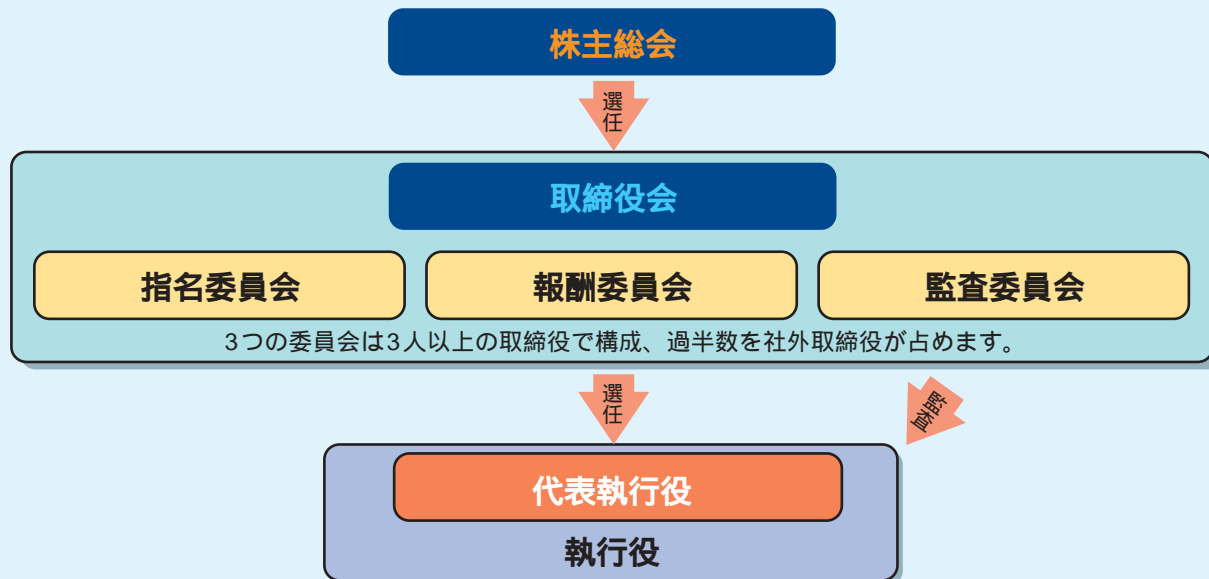 株主総会
選任
取締役会
指名委員会
報酬委員会
監査委員会
3つの委員会は3人以上の取締役で構成、過半数を社外取締役が占めます。
選任
監査
代表執行役
執行役